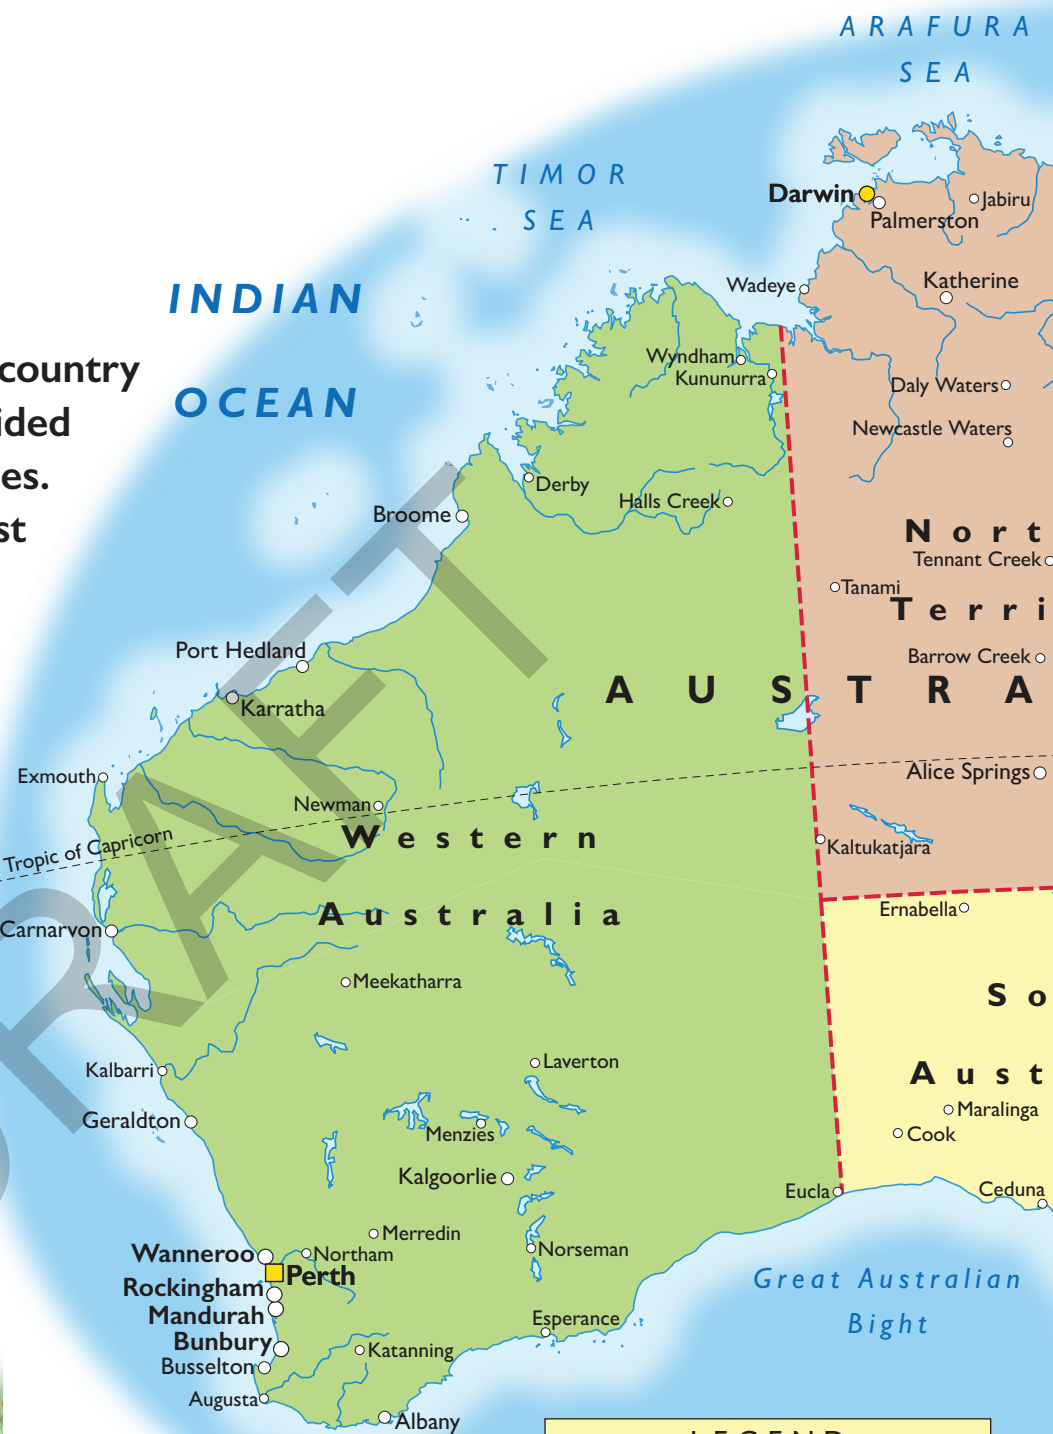 ARAFURA
SEA
TIMOR
SEA
Darwin
Palmerston
Jabiru
INDIAN
OCEAN
Wadeye
Katherine
country
ided
es.
st
Wyndham
Kununurra
Daly Waters
Newcastle Waters
Derby
Halls Creek
Broome
Nort
Tennant Creek
Tanami
Terri
Port Hedland
Barrow Creek
Karratha
AUSTRA
Exmouth
Alice Springs
Newman
Tropic of Capricorn
Western
Kaltukatjara
Australia
Carnarvon
Ernabella
Meekatharra
So
Kalbarri
Laverton
Aust
Geraldton
Maralinga
Menzies
Cook
Kalgoorlie
Eucla
Ceduna
Merredin
Wanneroo
Northam
Norseman
Perth
Rockingham
Mandurah
Great Australian
Bight
Esperance
Bunbury
Katanning
Busselton
Augusta
Albany
LEGEND
RAFT